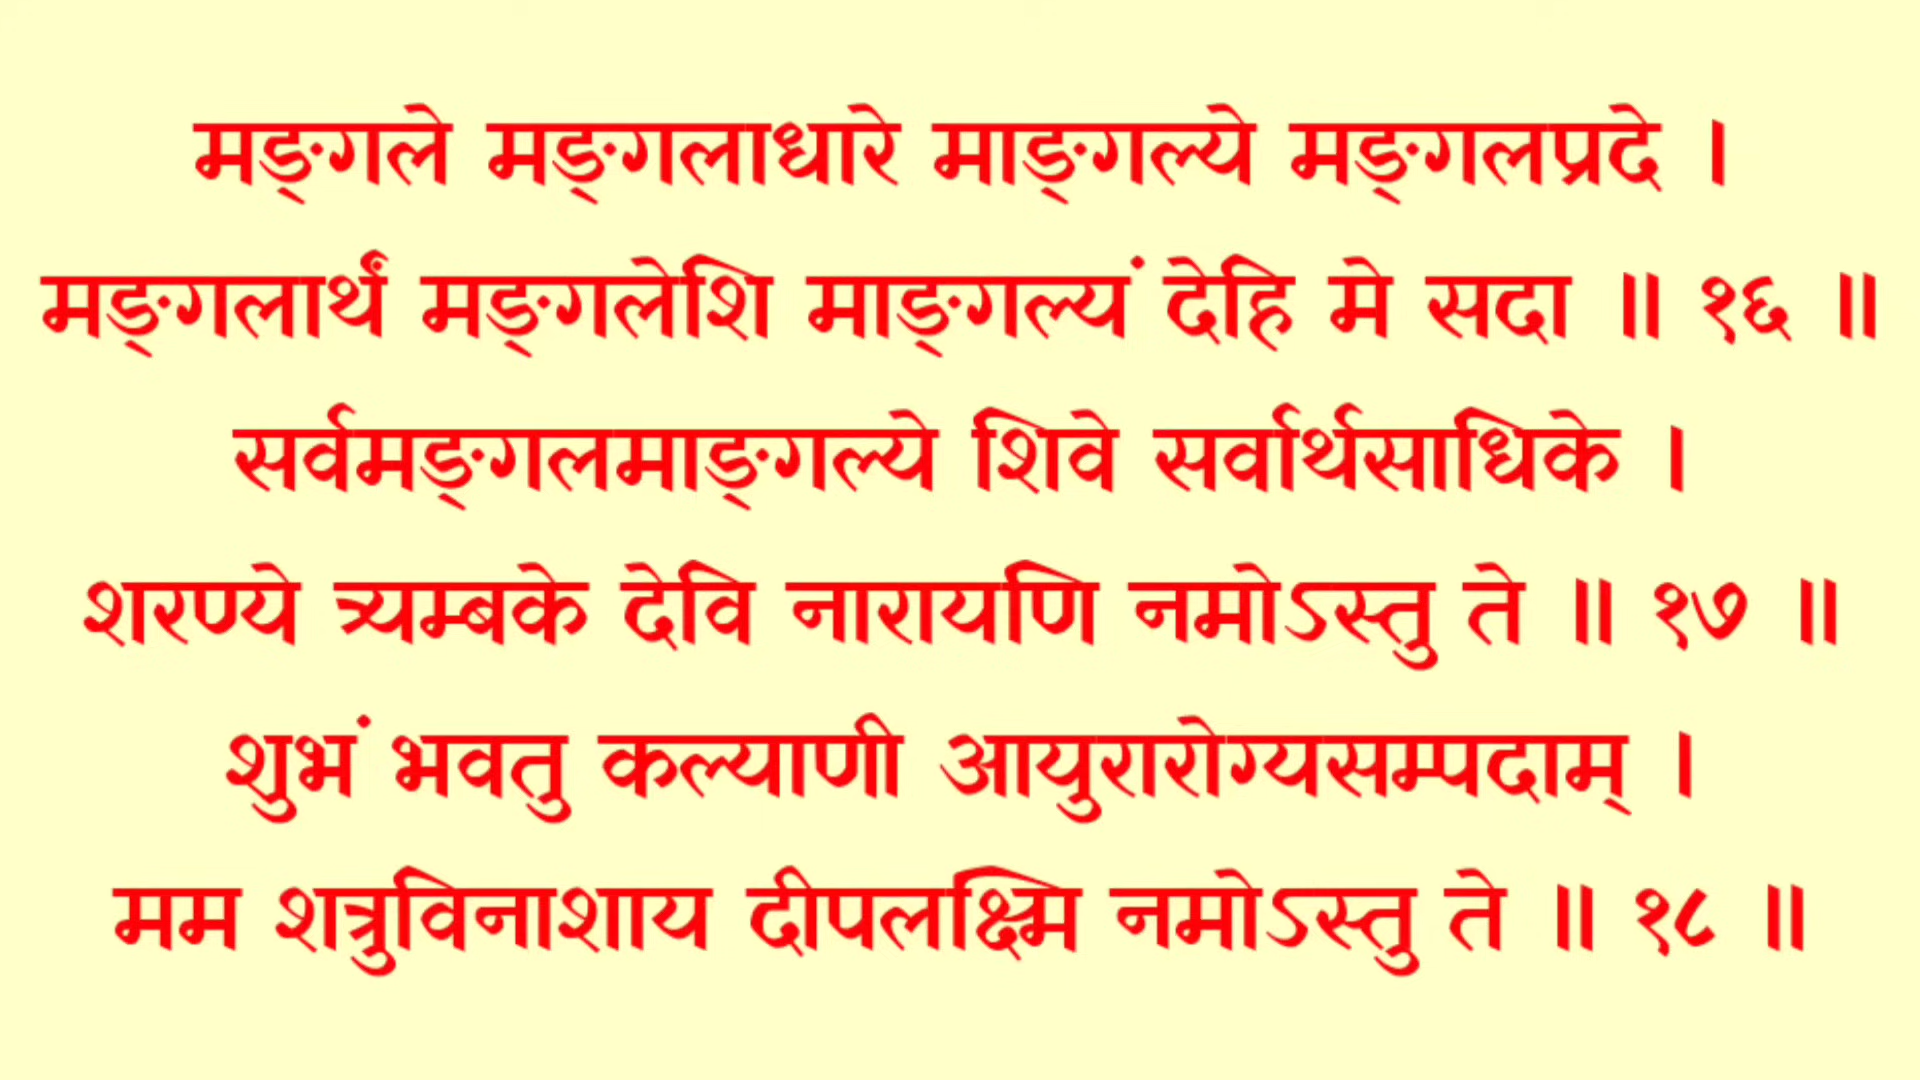 मङ्गले मङ्गलाधारे माङ्गल्ये मङ्गलप्रदे ।
मङ्गलार्थं मङ्गलेशि माङ्गल्यं देहि मे सदा ॥ १६ ॥
सर्वमङ्गलमाङ्गल्ये शिवे सर्वार्थसाधिके ।
शरण्ये त्र्यम्बके देवि नारायणि नमोऽस्तु ते ॥ १७ ॥
शुभं भवतु कल्याणी आयुरारोग्यसम्पदाम् ।
मम शत्रुविनाशाय दीपलक्ष्मि नमोऽस्तु ते ॥ १८ ॥